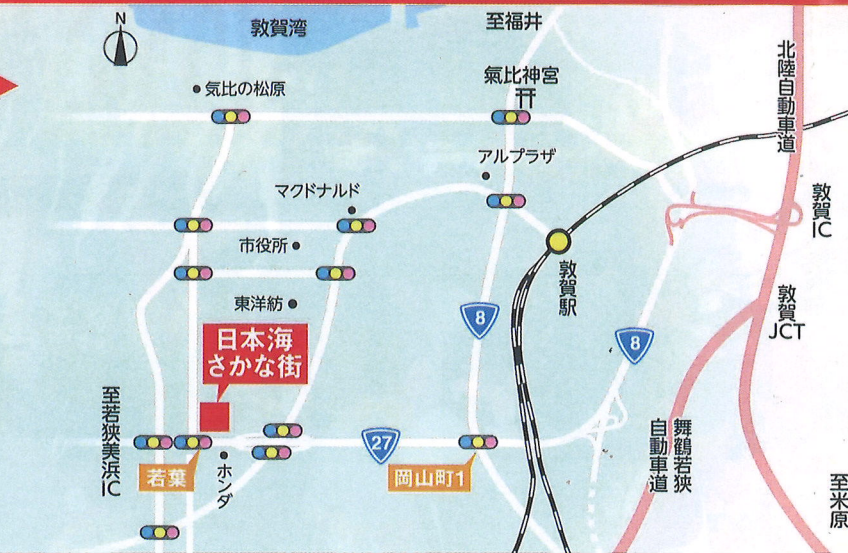 N
敦賀湾
至福井
北陸自動車道
気比の松原
氣比神宮
アルプラザ
マクドナルド
敦賀IC
市役所
敦賀駅
東洋紡
敦賀JCT
8
8
日本海
さかな街
至若狭美浜IC
27
若葉
ホンダ
岡山町1
舞鶴若狭
自動車道
至米原